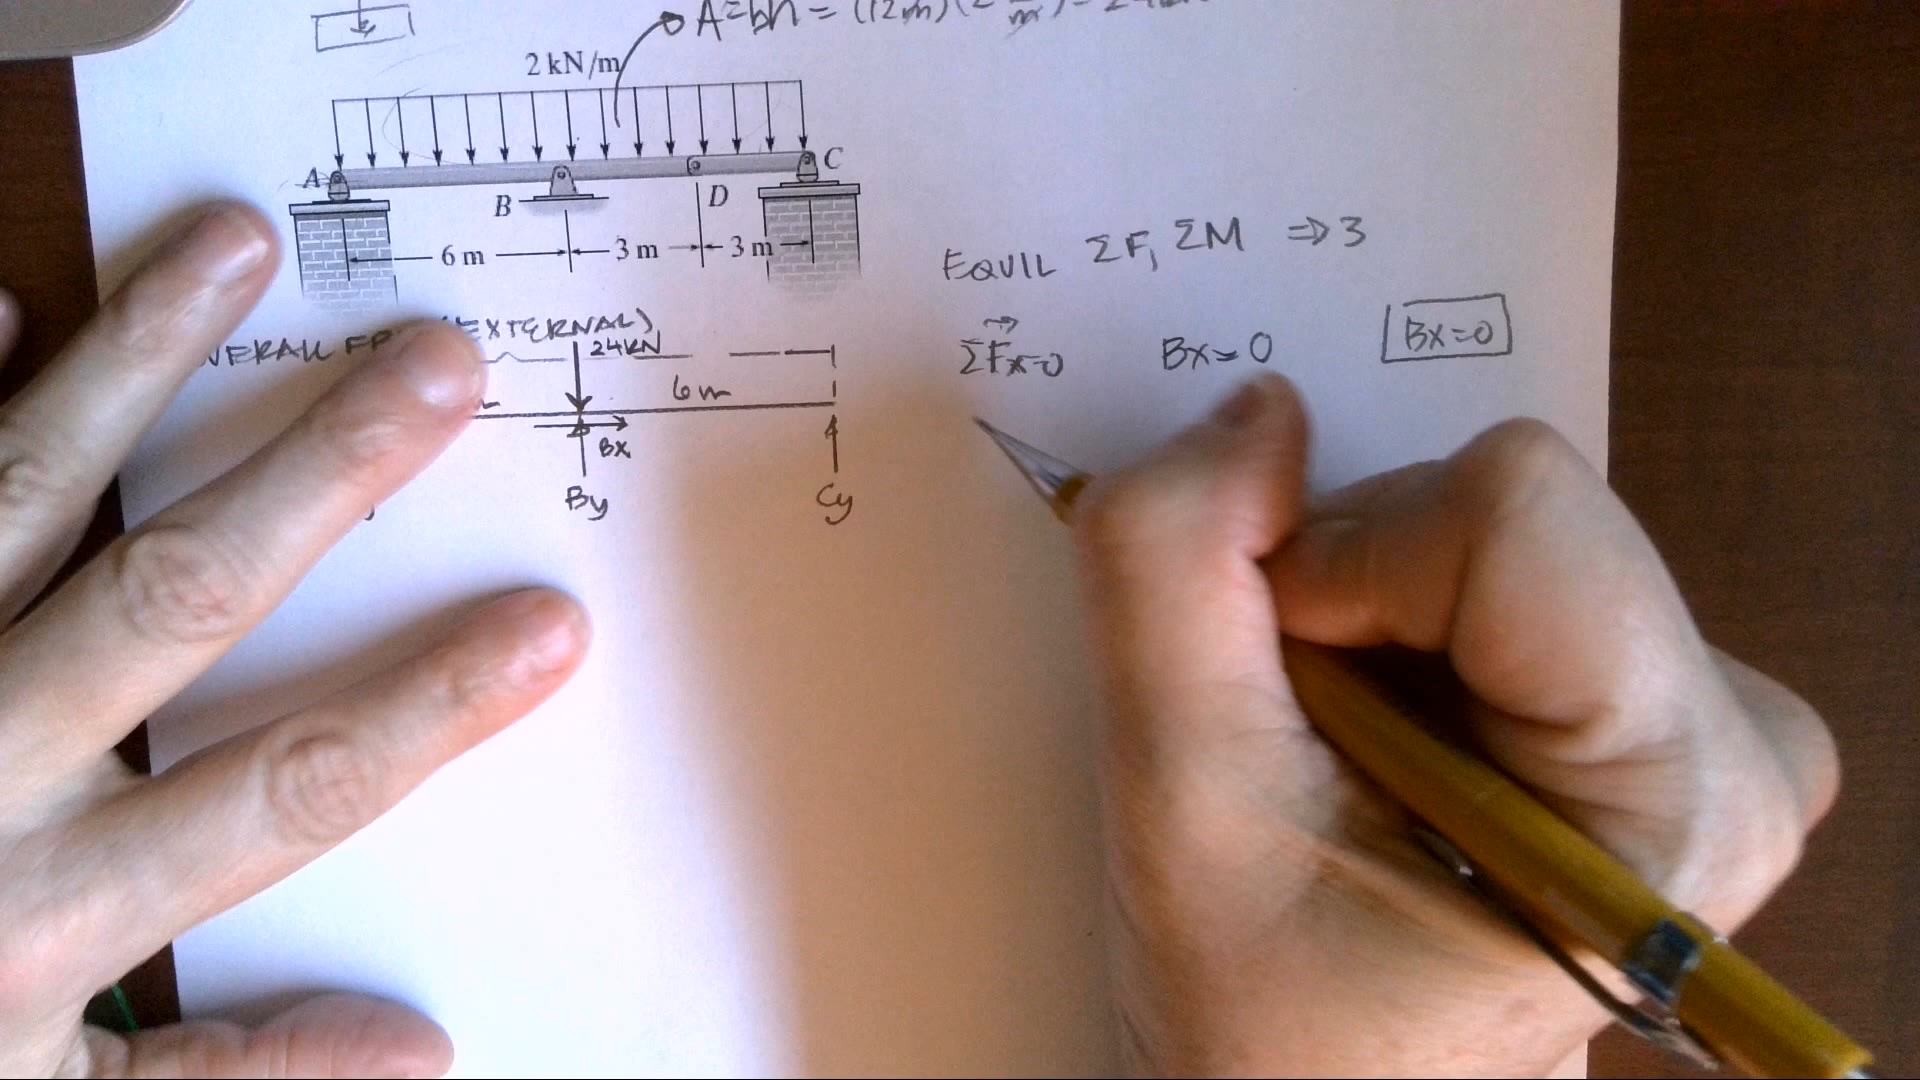 A=bh = (12m)(2
2 kN/m
A
C
B
D
6 m
3 m
3 m
EQUIL ΣF, ΣM ⇒ 3
(EXTERNAL)
24KN
6m
ΣFx=0
Bx=0
Bx=0
Bx
By
Cy